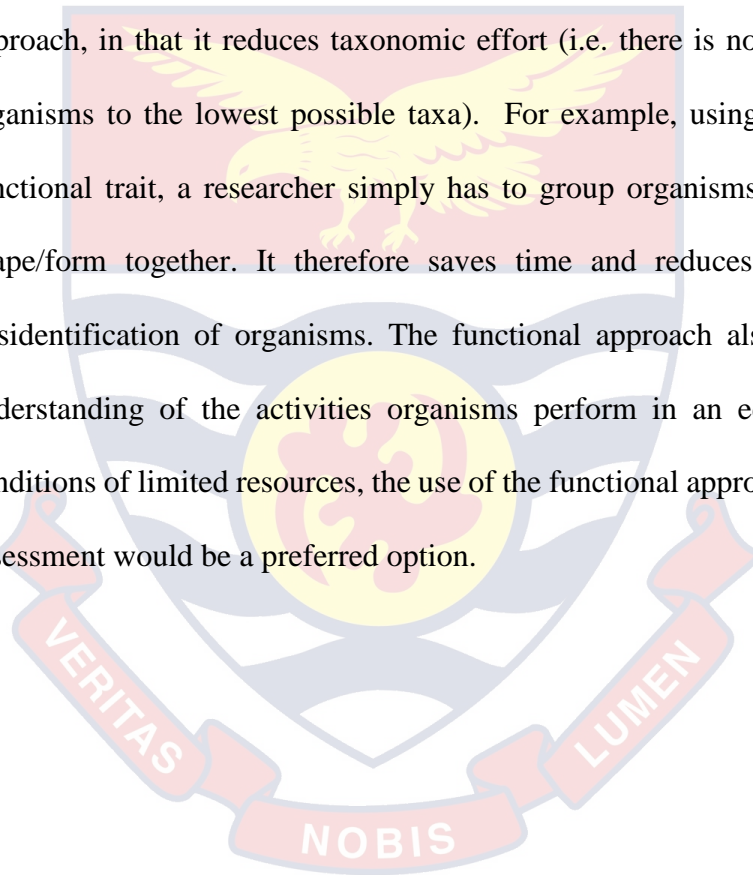 proach, in that it reduces taxonomic effort (i.e. there is no
ganisms to the lowest possible taxa). For example, using
nctional trait, a researcher simply has to group organisms
ape/form together. It therefore saves time and reduces
sidentification of organisms. The functional approach als
derstanding of the activities organisms perform in an e
nditions of limited resources, the use of the functional appro
sessment would be a preferred option.
VERITAS
NOBIS
LUMEN